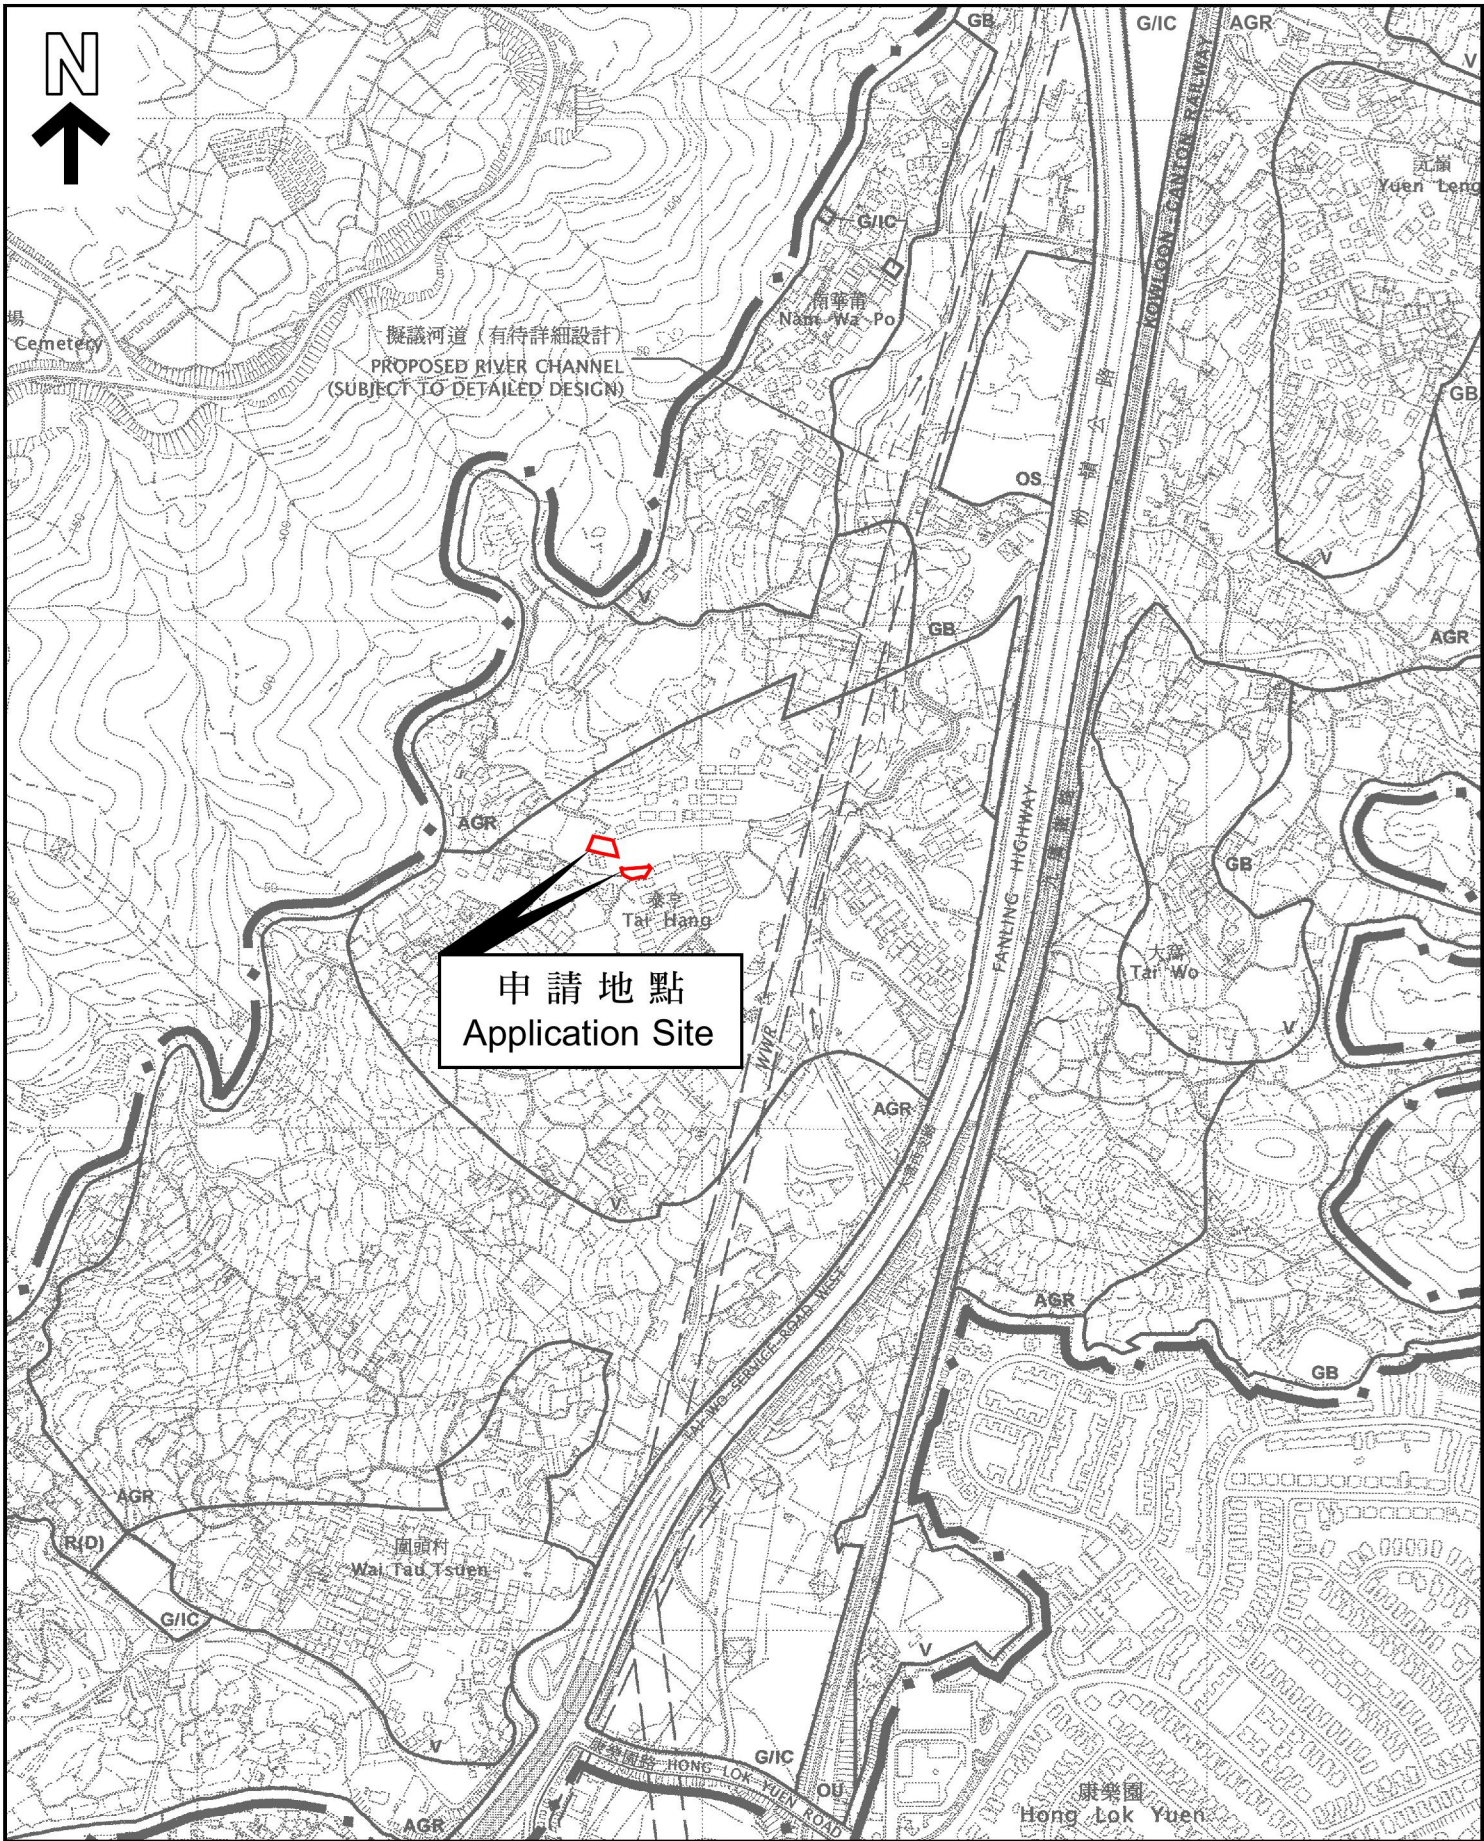 N
GB
G/IC
AGR
V
KOWLOON - CANTON RAILWAY
元嶺
Yuen Leng
G/IC
南華莆
Nam Wa Po
場
Cemetery
擬議河道（有待詳細設計）
PROPOSED RIVER CHANNEL
(SUBJECT TO DETAILED DESIGN)
粉嶺公路
GB
OS
V
V
GB
AGR
AGR
FANLING HIGHWAY
GB
泰亨
Tai Hang
大窩
Tai Wo
申請地點
Application Site
WWR
V
AGR
V
TAI WO SERVICE ROAD WEST
AGR
GB
AGR
R(D)
圍頭村
Wai Tau Tsuen
G/IC
V
V
康樂園路 HONG LOK YUEN ROAD
G/IC
OU
康樂園
Hong Lok Yuen
AGR